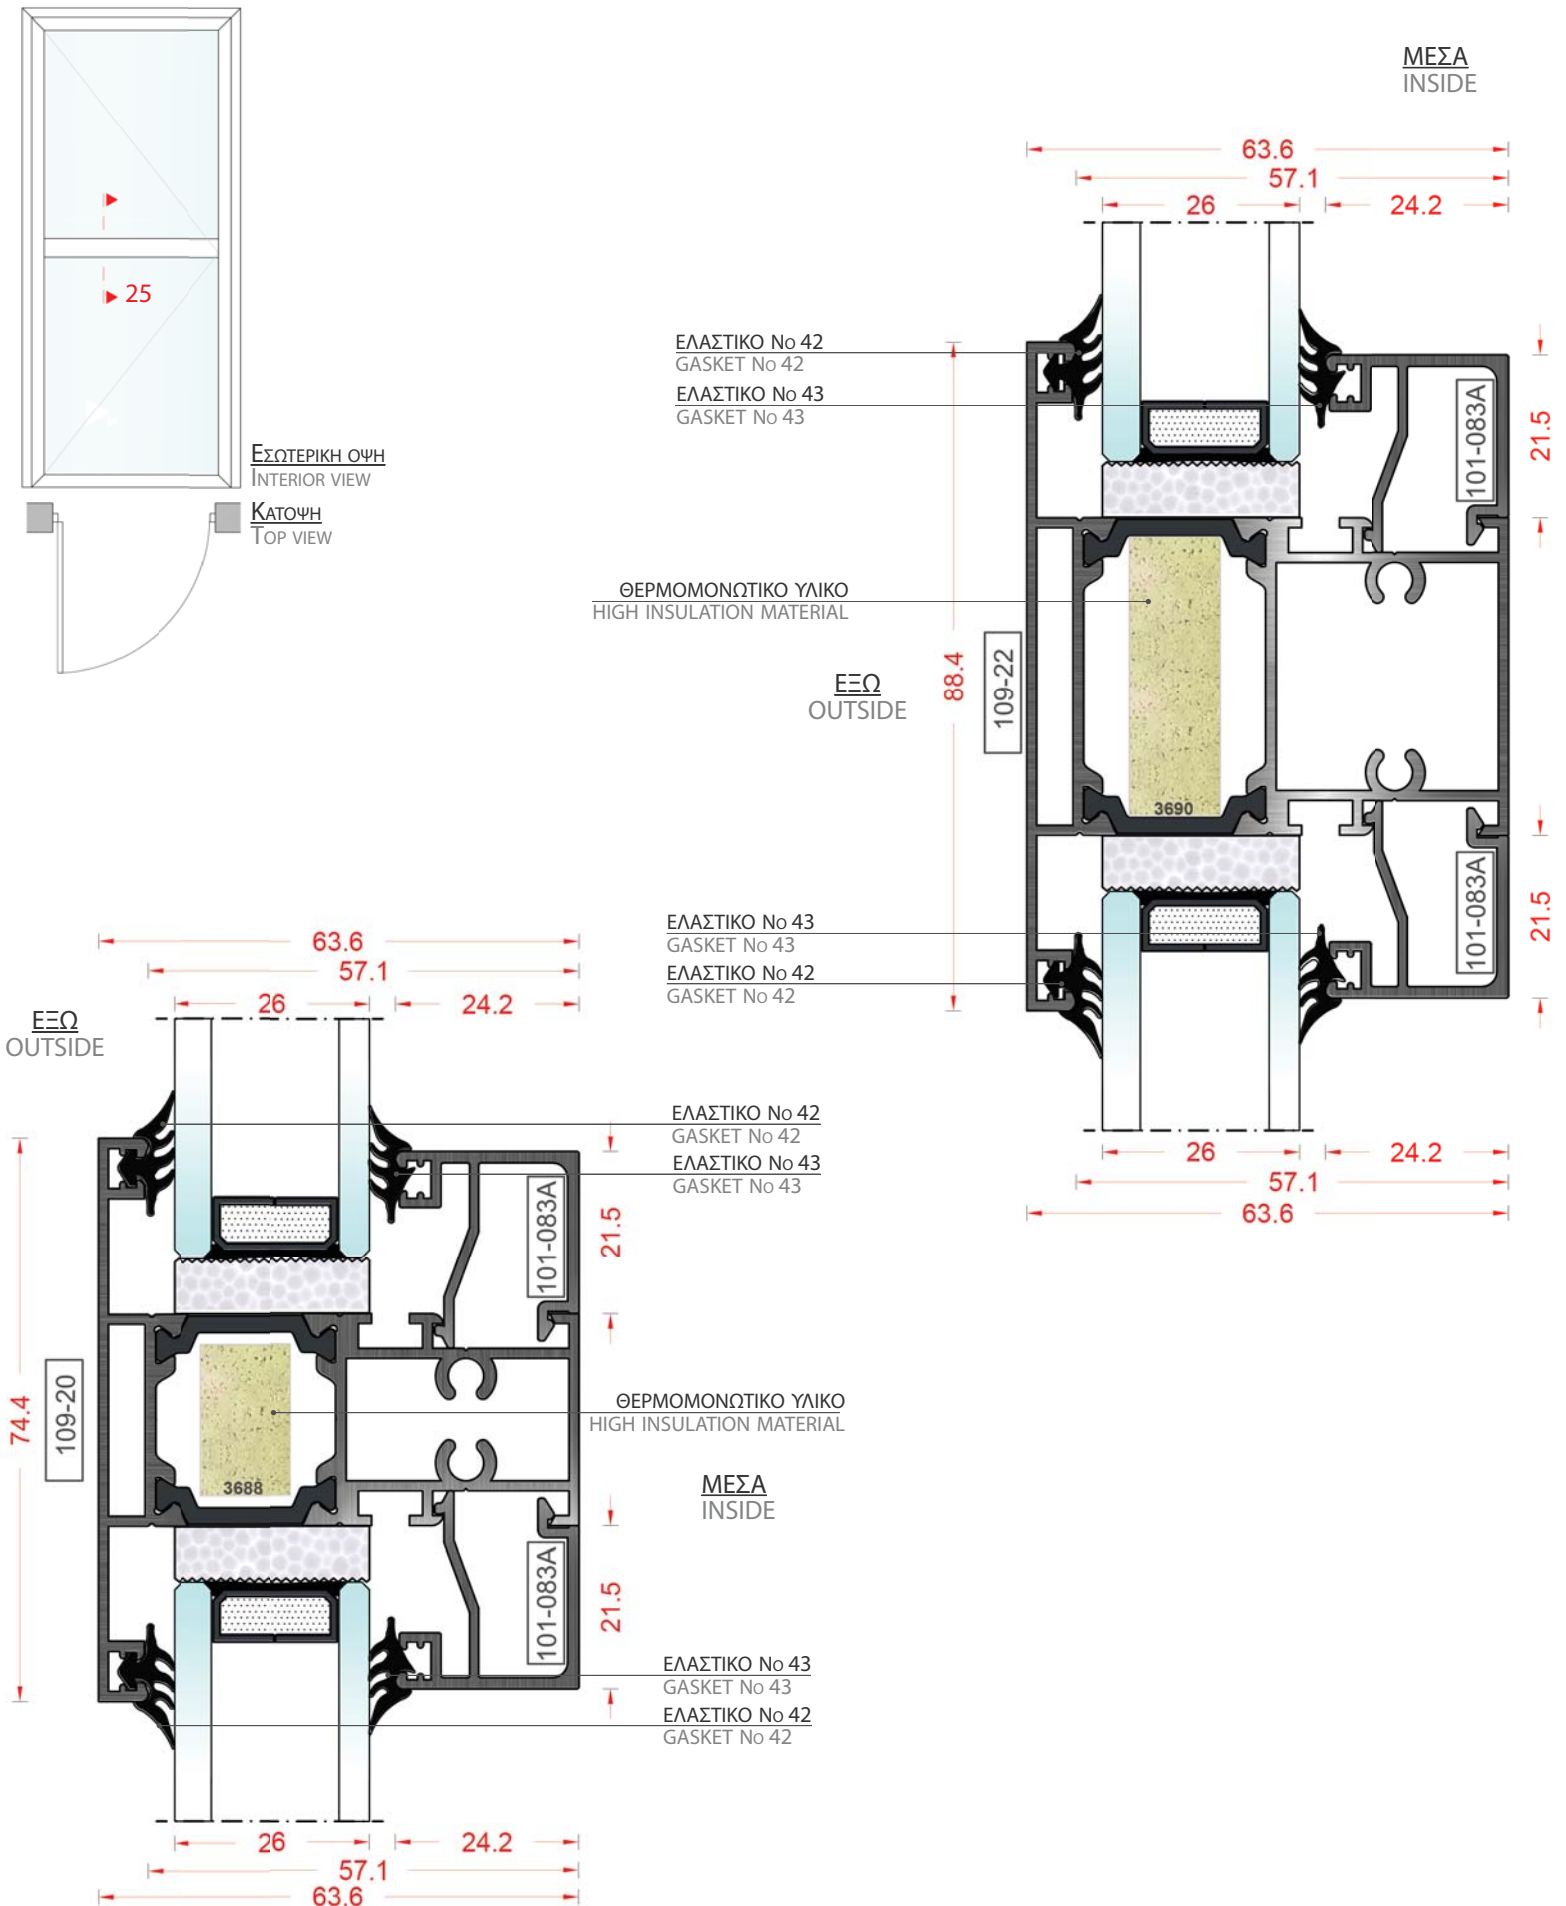 ΜΕΣΑ
INSIDE
63.6
57.1
26
24.2
25
ΕΛΑΣΤΙΚΟ No 42
GASKET No 42
ΕΛΑΣΤΙΚΟ No 43
GASKET No 43
101-083A
21.5
ΕΣΩΤΕΡΙΚΗ ΟΨΗ
INTERIOR VIEW
ΚΑΤΟΨΗ
TOP VIEW
ΘΕΡΜΟΜΟΝΩΤΙΚΟ ΥΛΙΚΟ
HIGH INSULATION MATERIAL
88.4
109-22
ΕΞΩ
OUTSIDE
3690
101-083A
21.5
ΕΛΑΣΤΙΚΟ No 43
GASKET No 43
ΕΛΑΣΤΙΚΟ No 42
GASKET No 42
26
24.2
57.1
63.6
63.6
57.1
26
24.2
ΕΞΩ
OUTSIDE
ΕΛΑΣΤΙΚΟ No 42
GASKET No 42
ΕΛΑΣΤΙΚΟ No 43
GASKET No 43
101-083A
21.5
74.4
109-20
ΘΕΡΜΟΜΟΝΩΤΙΚΟ ΥΛΙΚΟ
HIGH INSULATION MATERIAL
3688
ΜΕΣΑ
INSIDE
101-083A
21.5
ΕΛΑΣΤΙΚΟ No 43
GASKET No 43
ΕΛΑΣΤΙΚΟ No 42
GASKET No 42
26
24.2
57.1
63.6